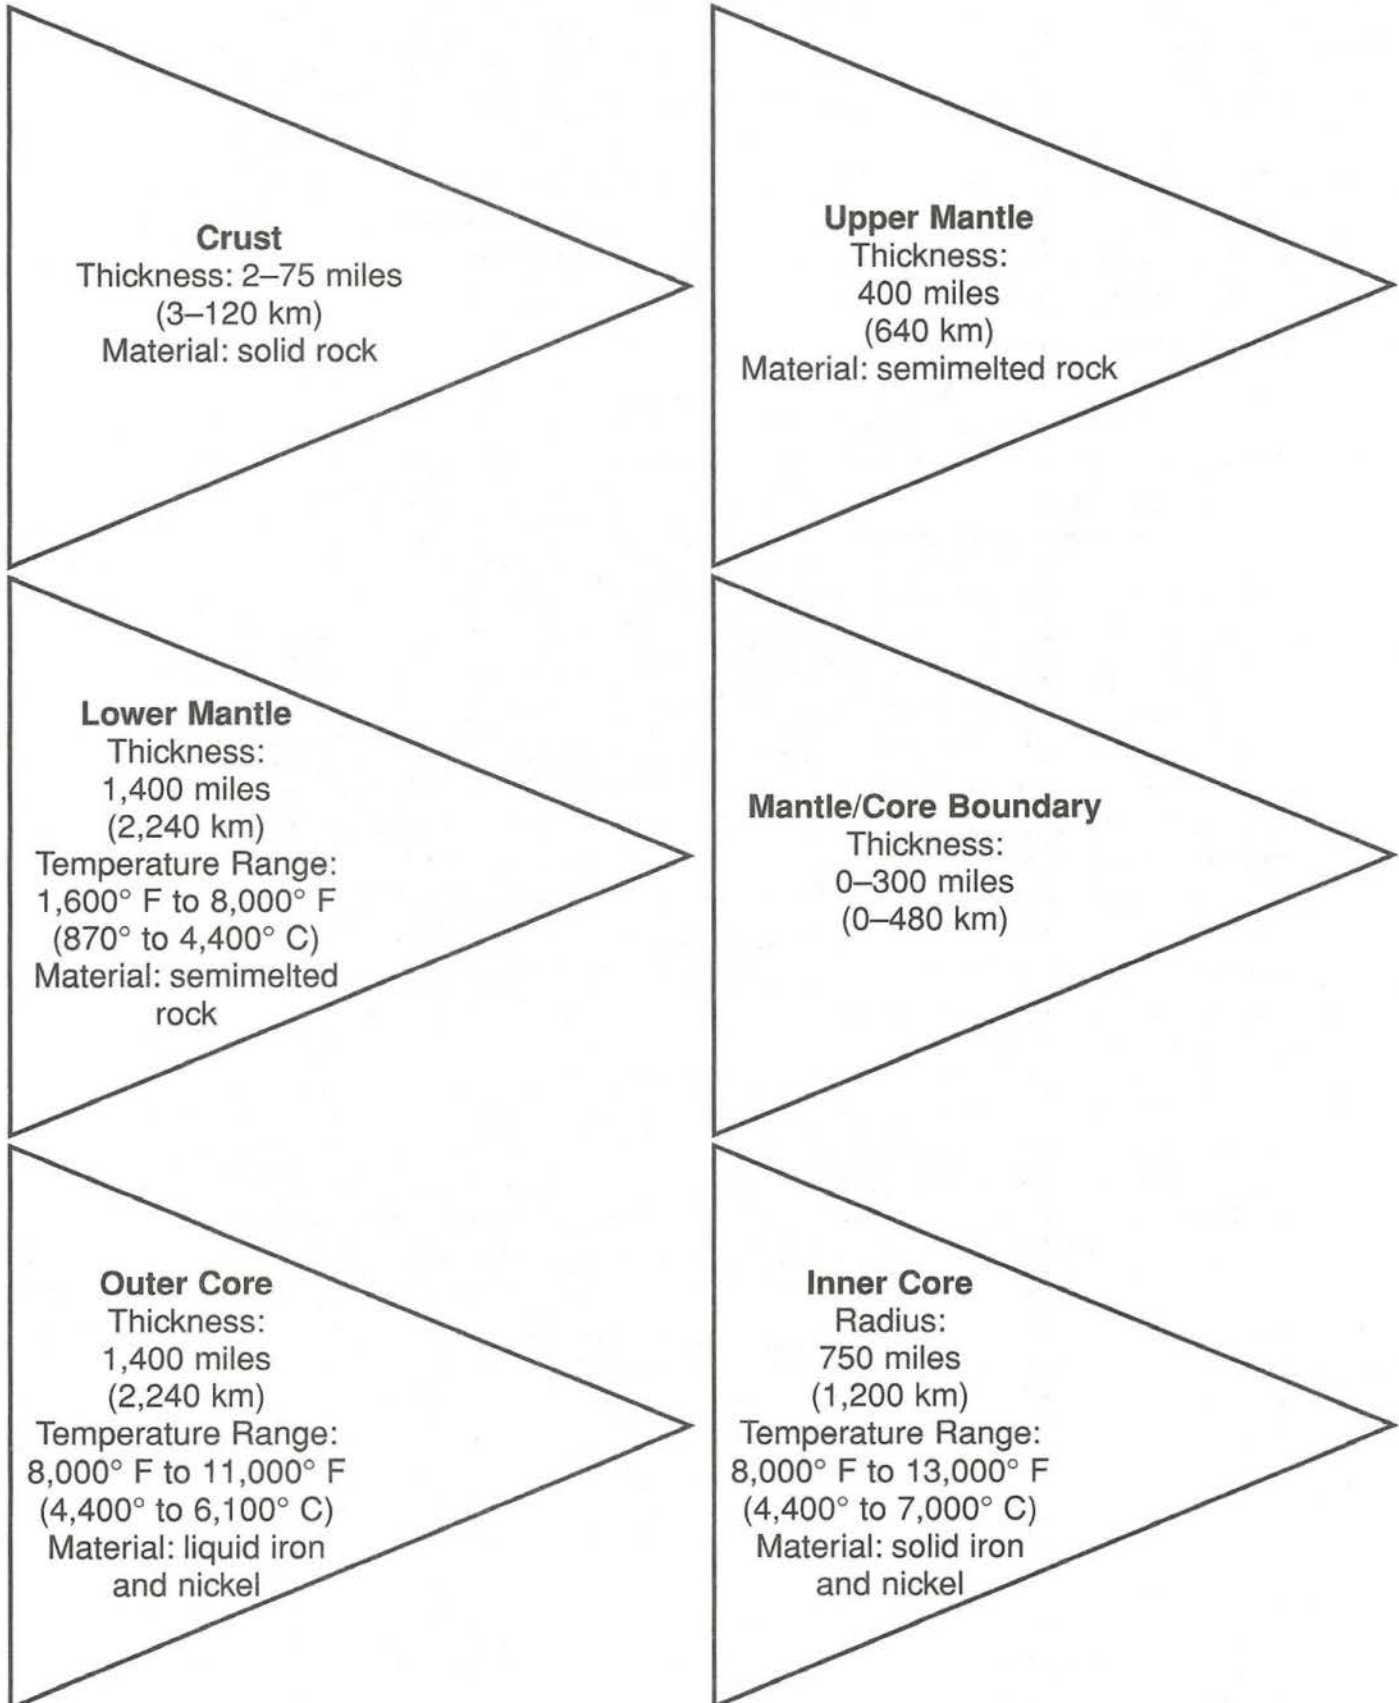 Crust
Thickness: 2–75 miles
(3–120 km)
Material: solid rock
Upper Mantle
Thickness:
400 miles
(640 km)
Material: semimelted rock
Lower Mantle
Thickness:
1,400 miles
(2,240 km)
Temperature Range:
1,600° F to 8,000° F
(870° to 4,400° C)
Material: semimelted
rock
Mantle/Core Boundary
Thickness:
0–300 miles
(0–480 km)
Outer Core
Thickness:
1,400 miles
(2,240 km)
Temperature Range:
8,000° F to 11,000° F
(4,400° to 6,100° C)
Material: liquid iron
and nickel
Inner Core
Radius:
750 miles
(1,200 km)
Temperature Range:
8,000° F to 13,000° F
(4,400° to 7,000° C)
Material: solid iron
and nickel